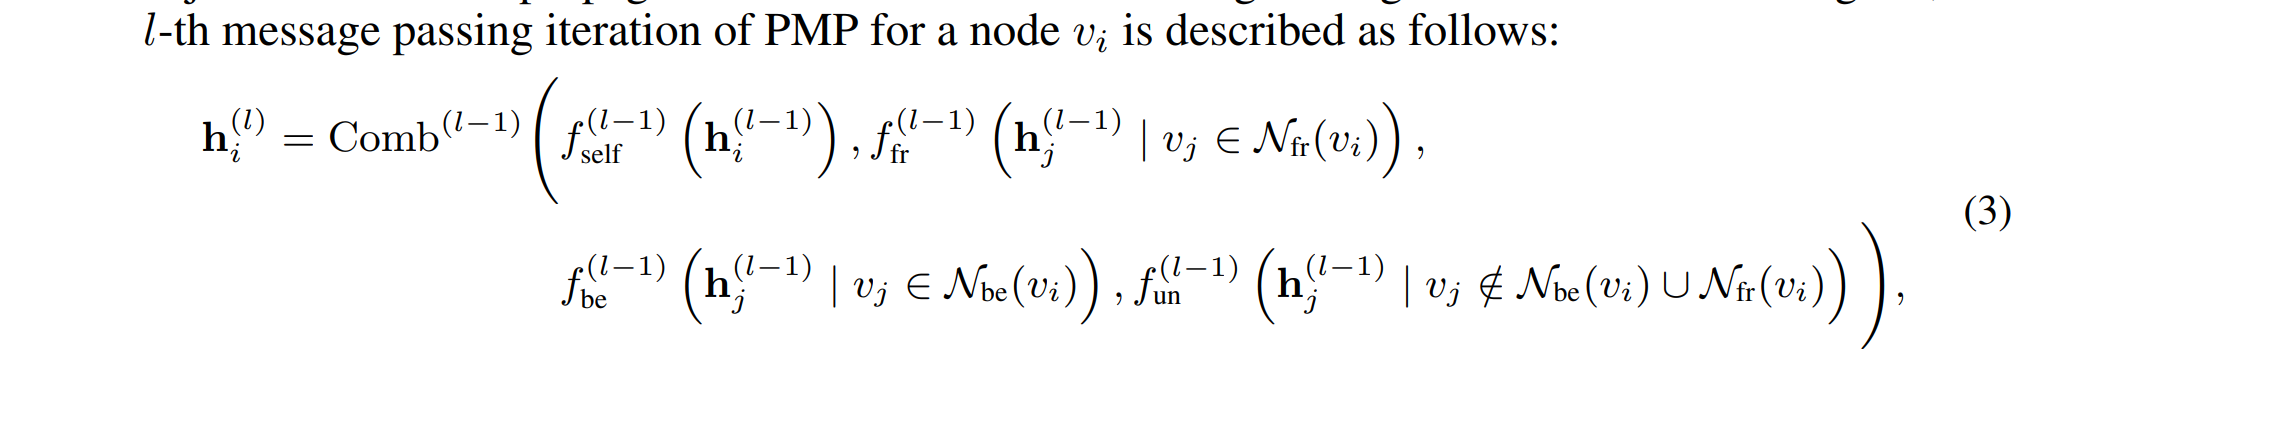 l-th message passing iteration of PMP for a node v_i is described as follows:
h_i^{(l)} = Comb^{(l−1)} ( f_self^{(l−1)} ( h_i^{(l−1)} ) , f_fr^{(l−1)} ( h_j^{(l−1)} | v_j ∈ N_fr(v_i) ) ,
(3)
f_be^{(l−1)} ( h_j^{(l−1)} | v_j ∈ N_be(v_i) ) , f_un^{(l−1)} ( h_j^{(l−1)} | v_j ∉ N_be(v_i) ∪ N_fr(v_i) ) ) ,